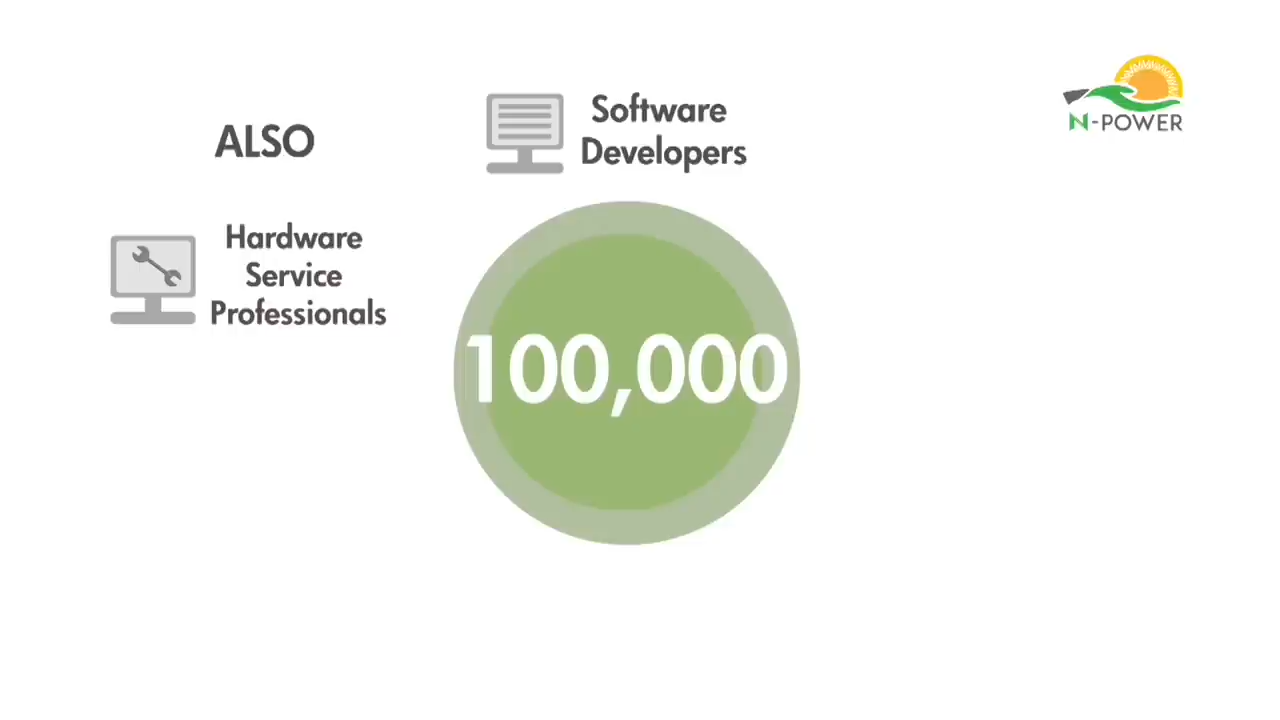 ALSO
Software
Developers
N-POWER
Hardware
Service
Professionals
100,000